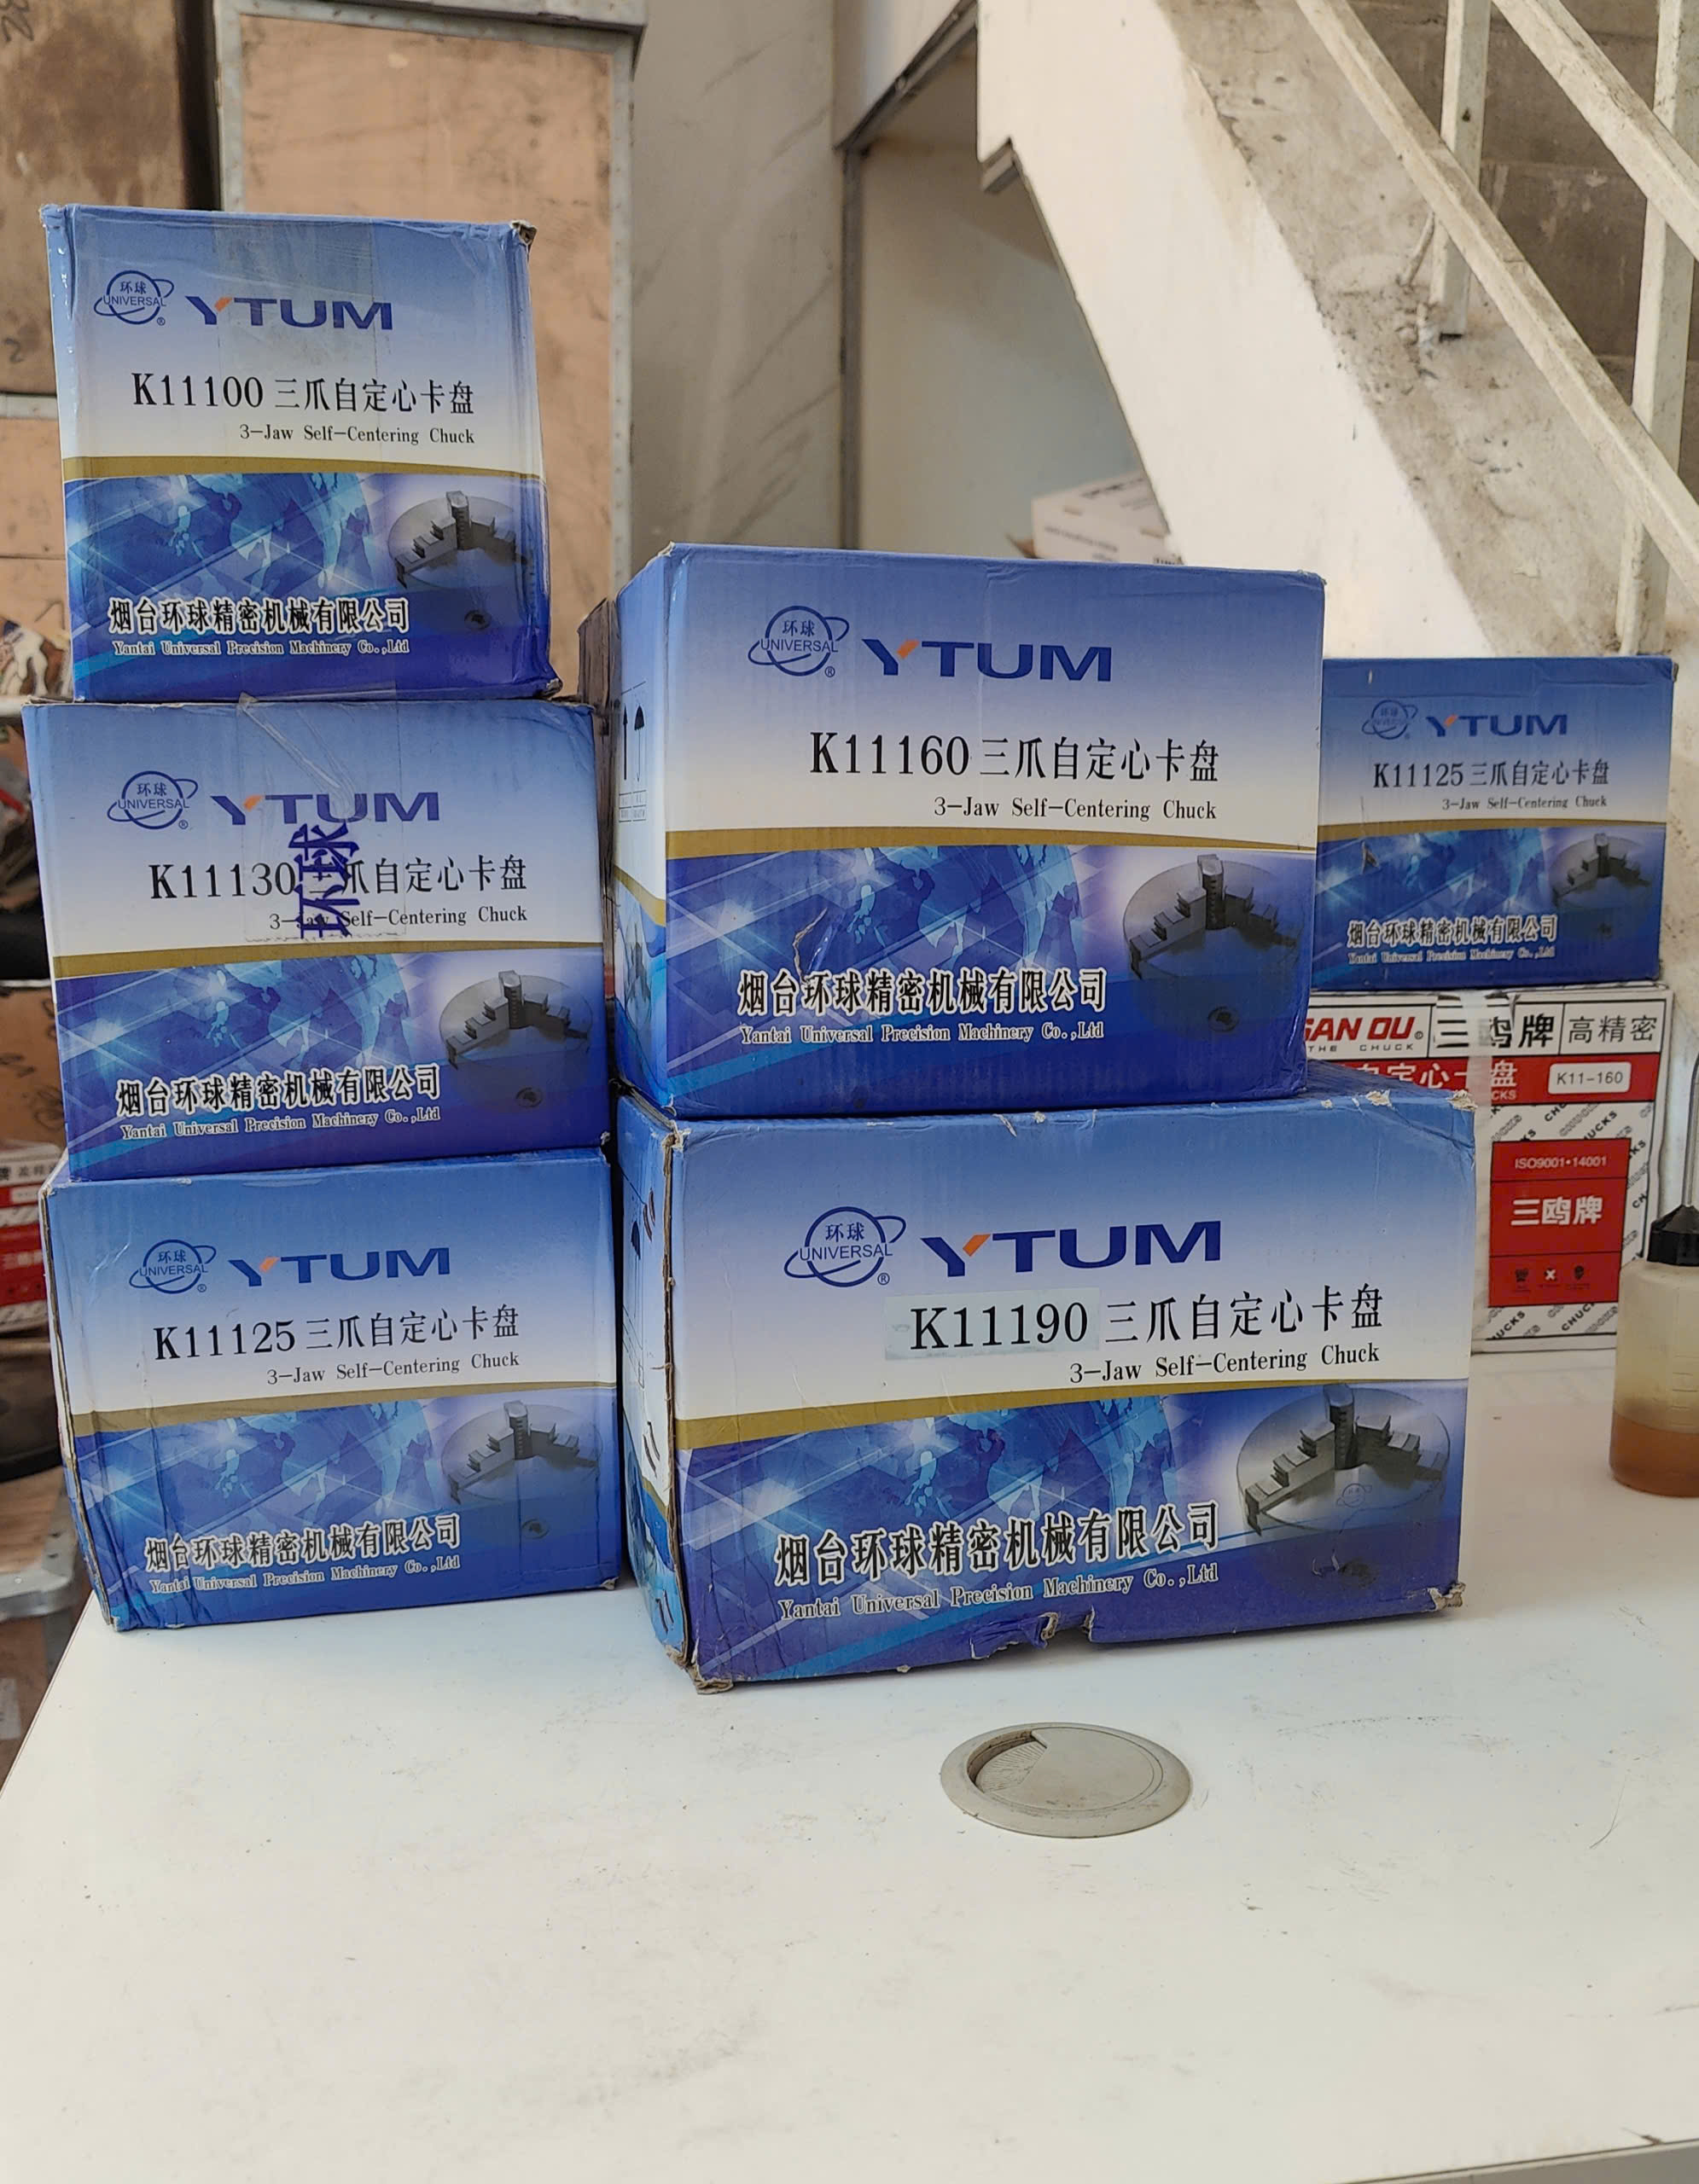 环球
UNIVERSAL
®
YTUM
K11100 三爪自定心卡盘
3-Jaw Self-Centering Chuck
烟台环球精密机械有限公司
Yantai Universal Precision Machinery Co.,Ltd
环球
UNIVERSAL
®
YTUM
K11130 三爪自定心卡盘
3-Jaw Self-Centering Chuck
环球
烟台环球精密机械有限公司
Yantai Universal Precision Machinery Co.,Ltd
环球
UNIVERSAL
®
YTUM
K11125 三爪自定心卡盘
3-Jaw Self-Centering Chuck
烟台环球精密机械有限公司
Yantai Universal Precision Machinery Co.,Ltd
环球
UNIVERSAL
®
YTUM
K11160 三爪自定心卡盘
3-Jaw Self-Centering Chuck
烟台环球精密机械有限公司
Yantai Universal Precision Machinery Co.,Ltd
环球
UNIVERSAL
®
YTUM
K11190 三爪自定心卡盘
3-Jaw Self-Centering Chuck
烟台环球精密机械有限公司
Yantai Universal Precision Machinery Co.,Ltd
环球
YTUM
K11125 三爪自定心卡盘
3-Jaw Self-Centering Chuck
烟台环球精密机械有限公司
Yantai Universal Precision Machinery Co.,Ltd
SAN OU® 三鸥牌 高精密
THE CHUCK
自定心卡盘 K11-160
ISO9001•14001
三鸥牌
CHUCKS